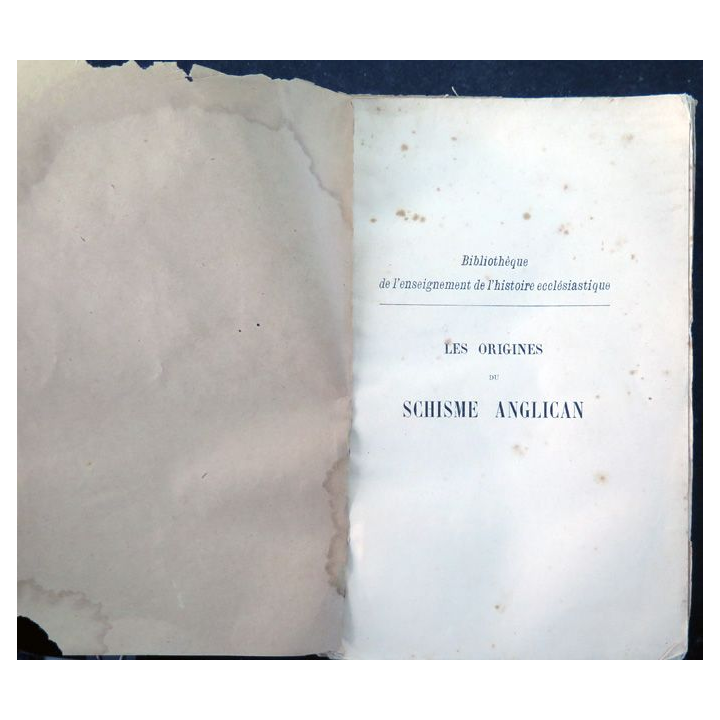 Bibliothèque
de l'enseignement de l'histoire ecclésiastique
LES ORIGINES
DU
SCHISME ANGLICAN